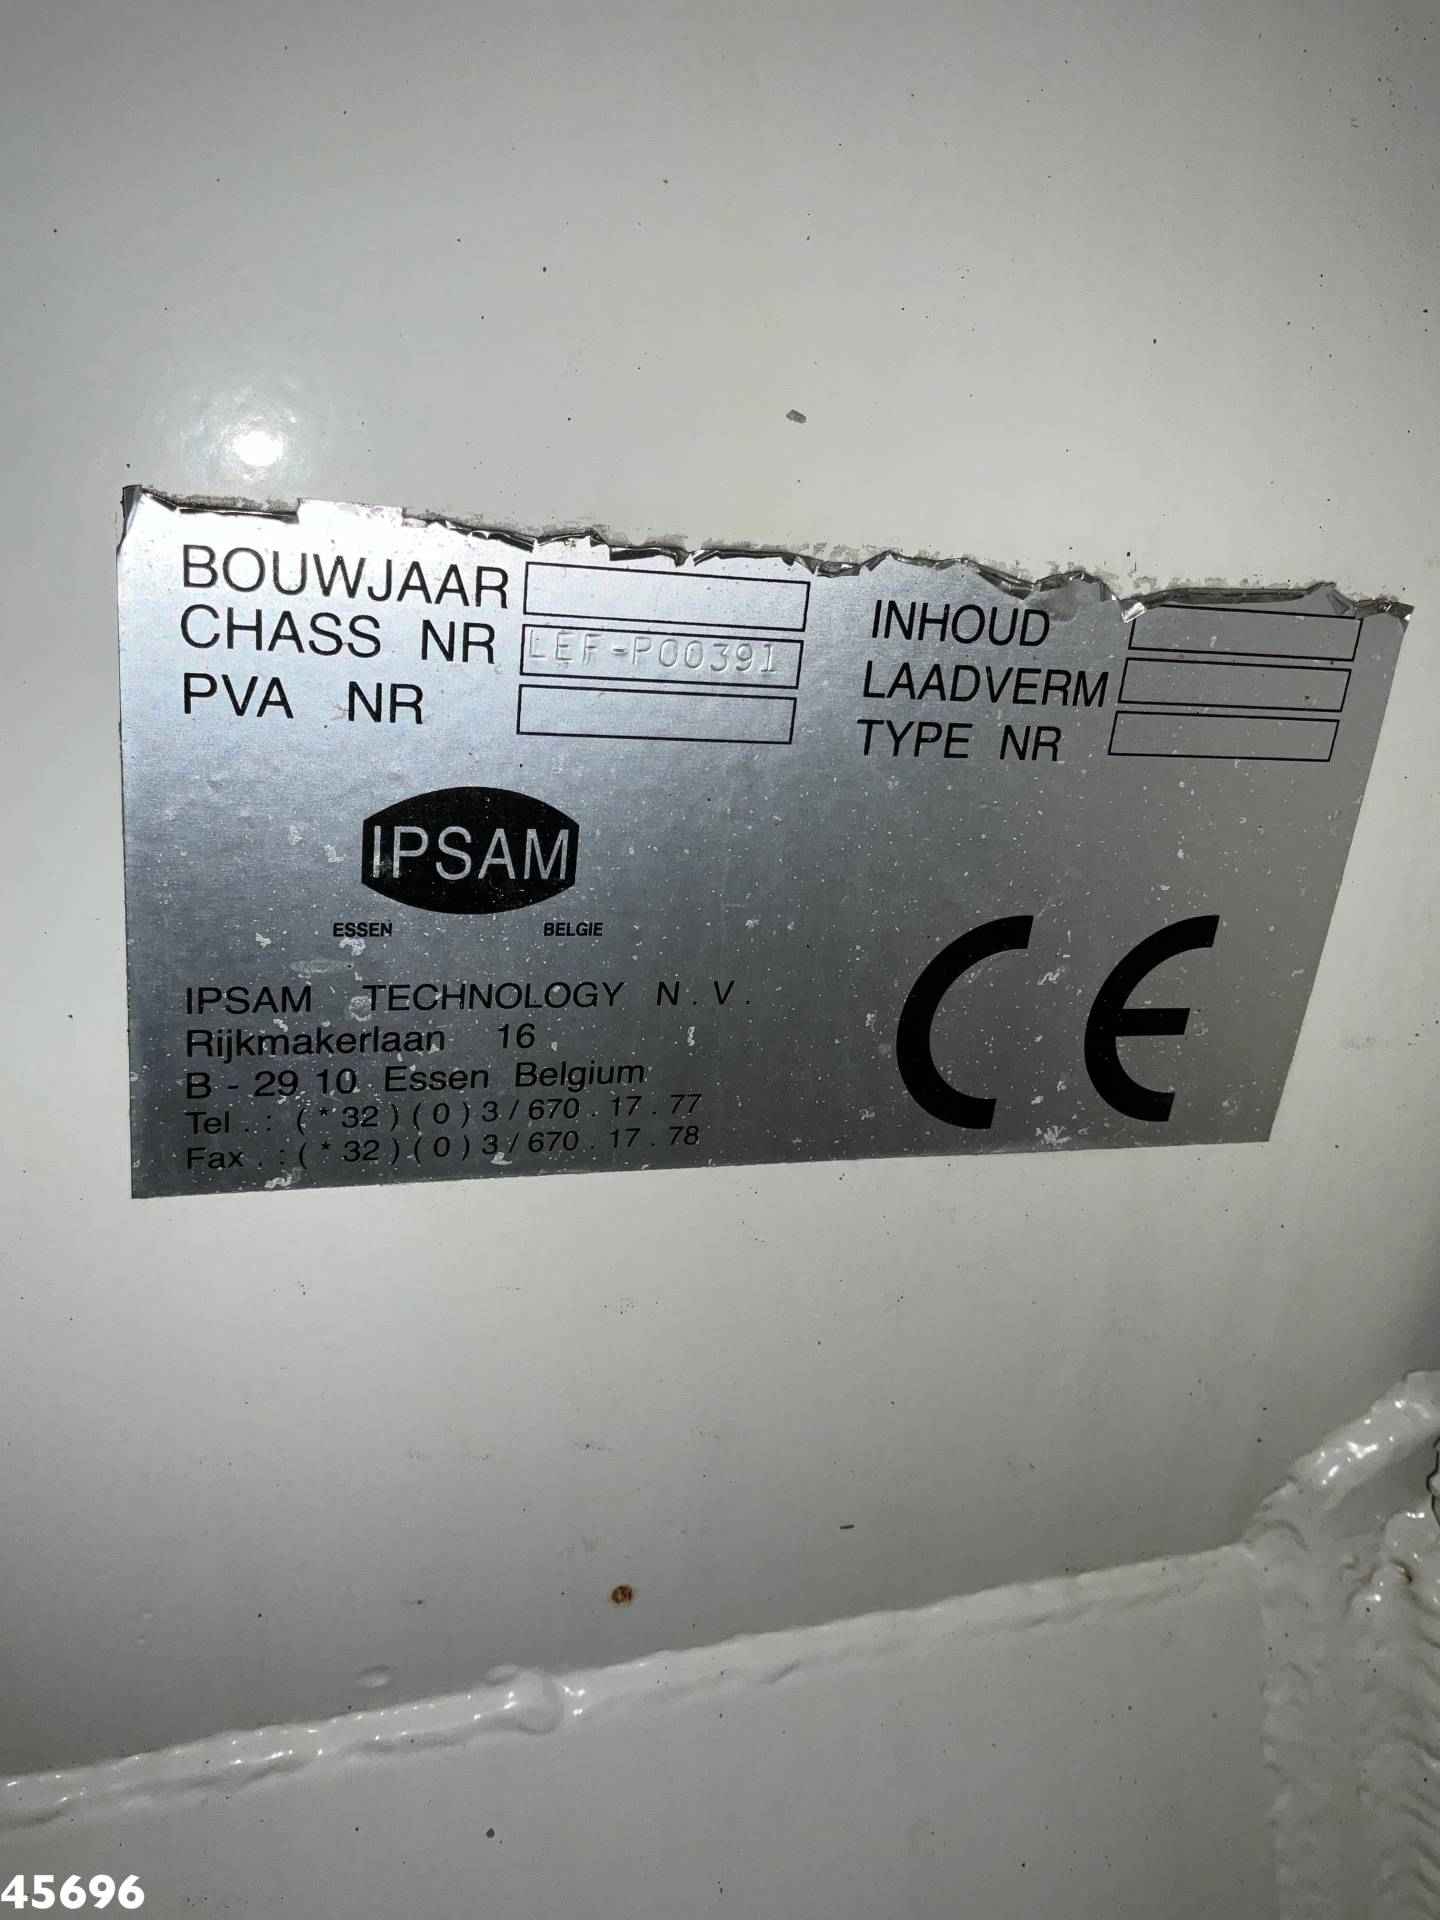 BOUWJAAR
CHASS NR LEF-P00391
PVA NR
INHOUD
LAADVERM
TYPE NR
IPSAM
ESSEN BELGIE
IPSAM TECHNOLOGY N.V.
Rijkmakerlaan 16
B - 29 10 Essen Belgium
Tel . : ( * 32 ) ( 0 ) 3 / 670 . 17 . 77
Fax . : ( * 32 ) ( 0 ) 3 / 670 . 17 . 78
CE
45696